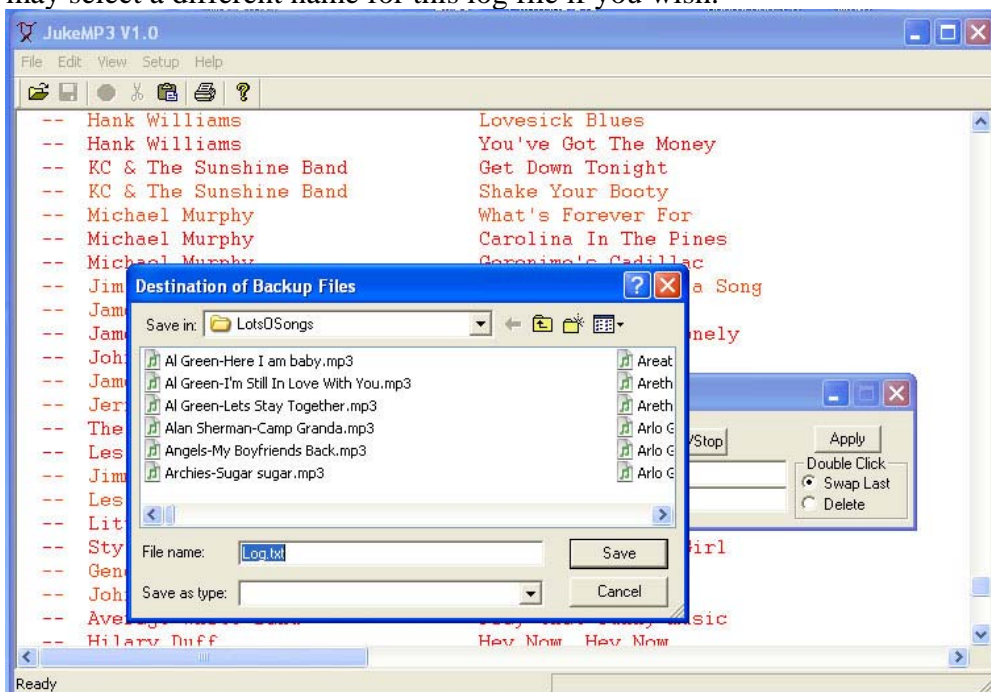 may select a different name for this log file if you wish.
JukeMP3 V1.0
File Edit View Setup Help
-- Hank Williams Lovesick Blues
-- Hank Williams You've Got The Money
-- KC & The Sunshine Band Get Down Tonight
-- KC & The Sunshine Band Shake Your Booty
-- Michael Murphy What's Forever For
-- Michael Murphy Carolina In The Pines
-- Michael Murphy Geronimo's Cadillac
-- Jim a Song
--
--
--
--
--
-- The
-- Les
--
-- Les
--
--
--
--
--
-- Hilary Duff Hey Now Hey Now
Destination of Backup Files
Save in: LotsOSongs
Al Green-Here I am baby.mp3
Al Green-I'm Still In Love With You.mp3
Al Green-Lets Stay Together.mp3
Alan Sherman-Camp Granda.mp3
Angels-My Boyfriends Back.mp3
Archies-Sugar sugar.mp3
Areat
Areth
Areth
Arlo G
Arlo G
Arlo G
File name: Log.txt Save
Save as type: Cancel
/Stop Apply
Double Click
Swap Last
Delete
Ready